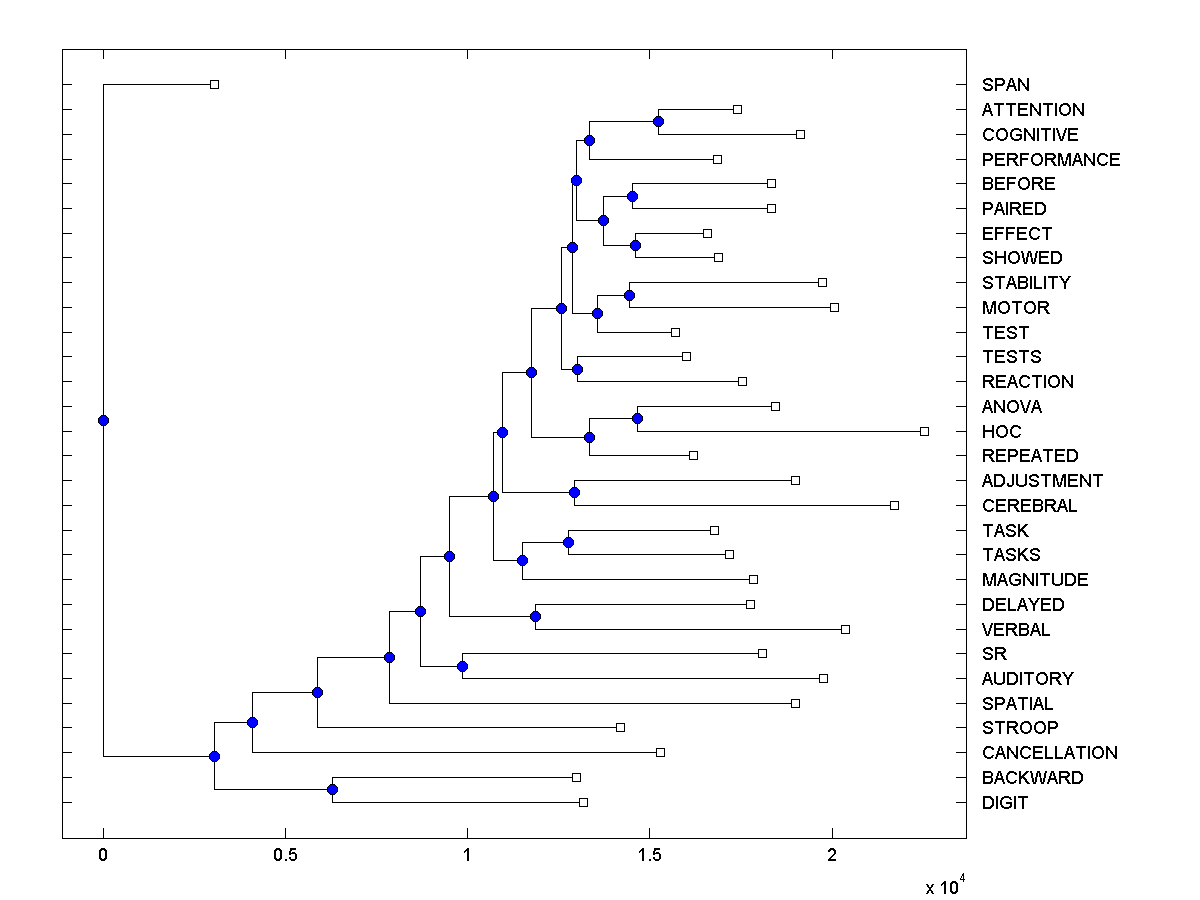 SPAN
ATTENTION
COGNITIVE
PERFORMANCE
BEFORE
PAIRED
EFFECT
SHOWED
STABILITY
MOTOR
TEST
TESTS
REACTION
ANOVA
HOC
REPEATED
ADJUSTMENT
CEREBRAL
TASK
TASKS
MAGNITUDE
DELAYED
VERBAL
SR
AUDITORY
SPATIAL
STROOP
CANCELLATION
BACKWARD
DIGIT
0 0.5 1 1.5 2
x 10^4